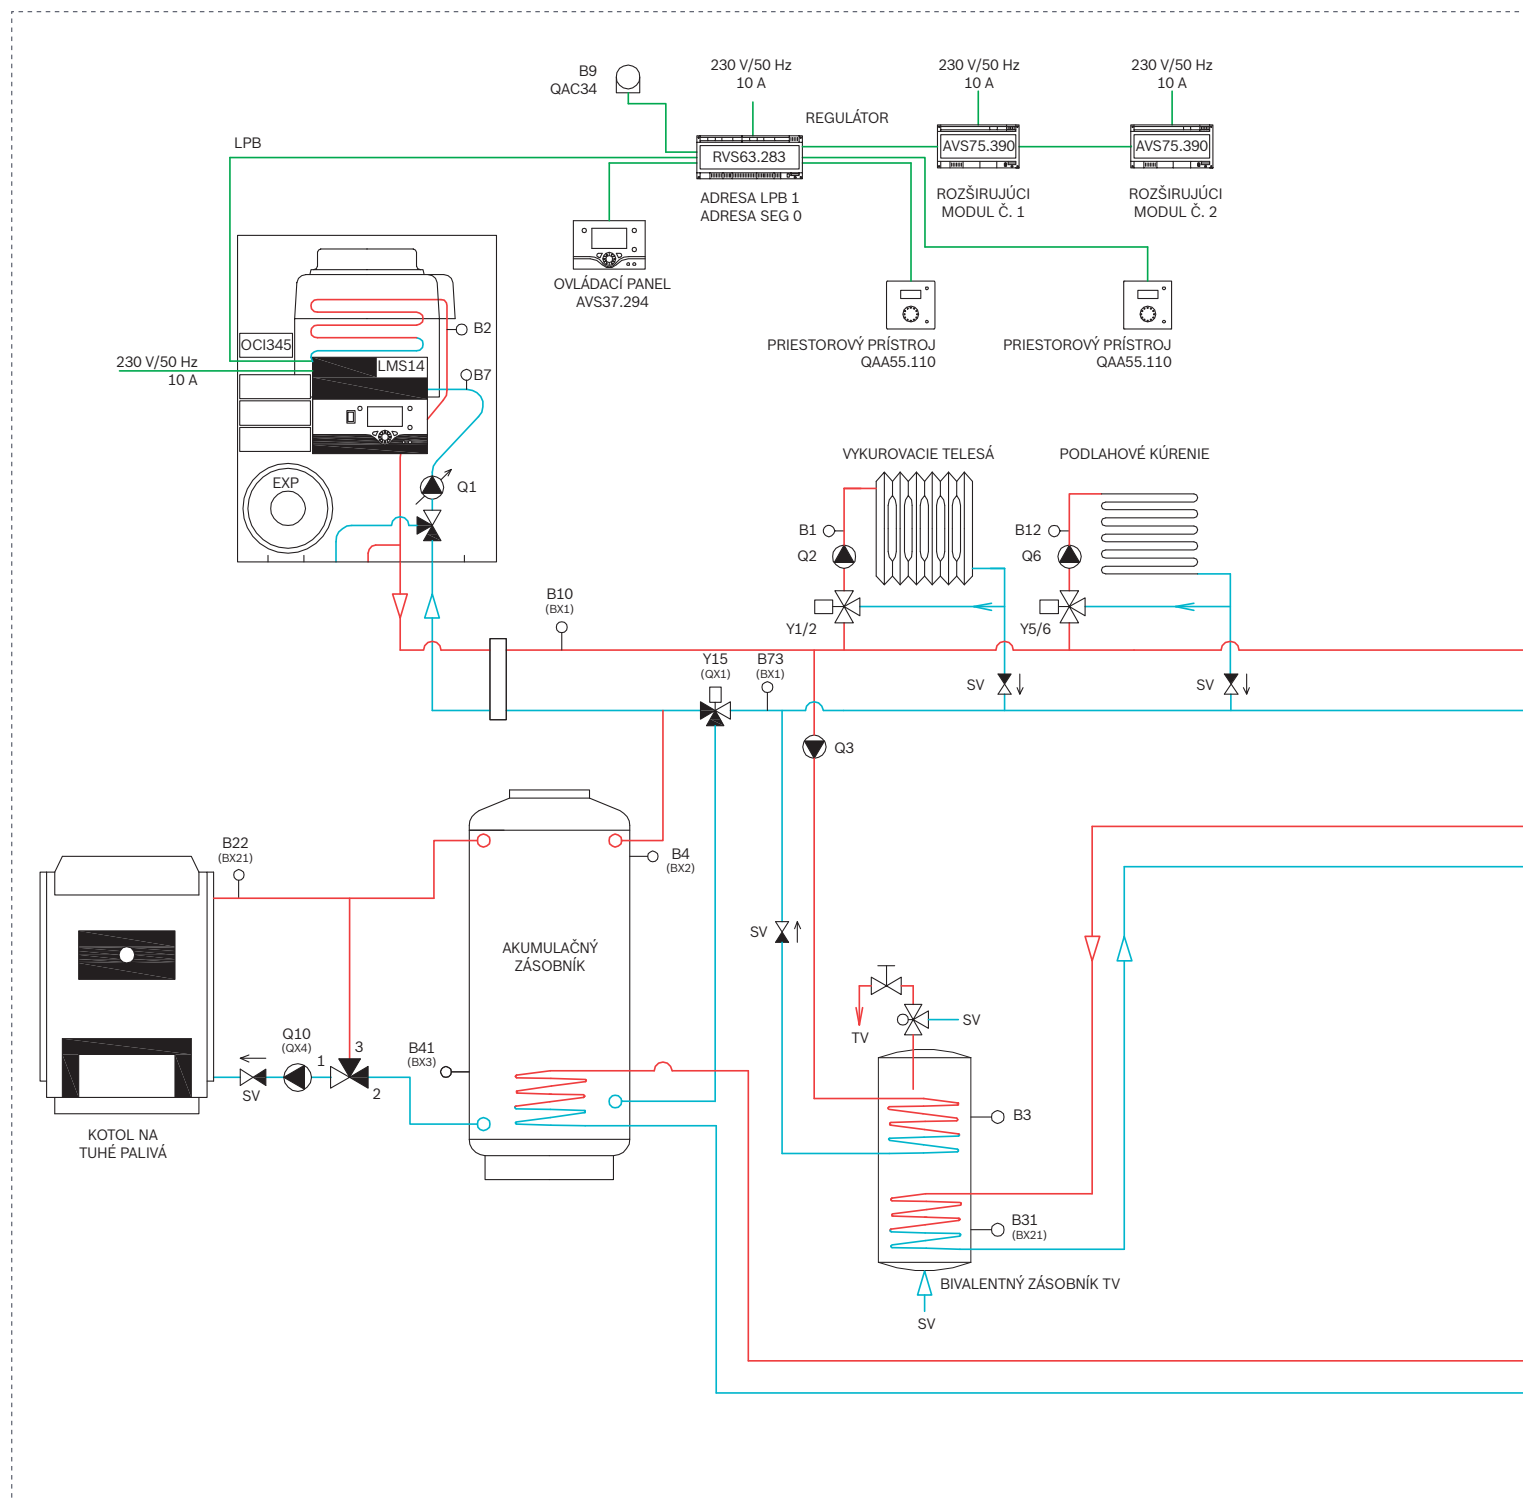 B9
QAC34
230 V/50 Hz
10 A
230 V/50 Hz
10 A
230 V/50 Hz
10 A
REGULÁTOR
LPB
RVS63.283
AVS75.390
AVS75.390
ADRESA LPB 1
ADRESA SEG 0
ROZŠIRUJÚCI
MODUL Č. 1
ROZŠIRUJÚCI
MODUL Č. 2
OVLÁDACÍ PANEL
AVS37.294
PRIESTOROVÝ PRÍSTROJ
QAA55.110
PRIESTOROVÝ PRÍSTROJ
QAA55.110
B2
OCI345
230 V/50 Hz
10 A
LMS14
B7
EXP
Q1
VYKUROVACIE TELESÁ
PODLAHOVÉ KÚRENIE
B1
Q2
Y1/2
B12
Q6
Y5/6
B10
(BX1)
Y15
(QX1)
B73
(BX1)
SV
SV
Q3
B22
(BX21)
B4
(BX2)
AKUMULAČNÝ
ZÁSOBNÍK
SV
TV
SV
Q10
(QX4)
1
3
2
SV
B41
(BX3)
KOTOL NA
TUHÉ PALIVÁ
B3
B31
(BX21)
BIVALENTNÝ ZÁSOBNÍK TV
SV